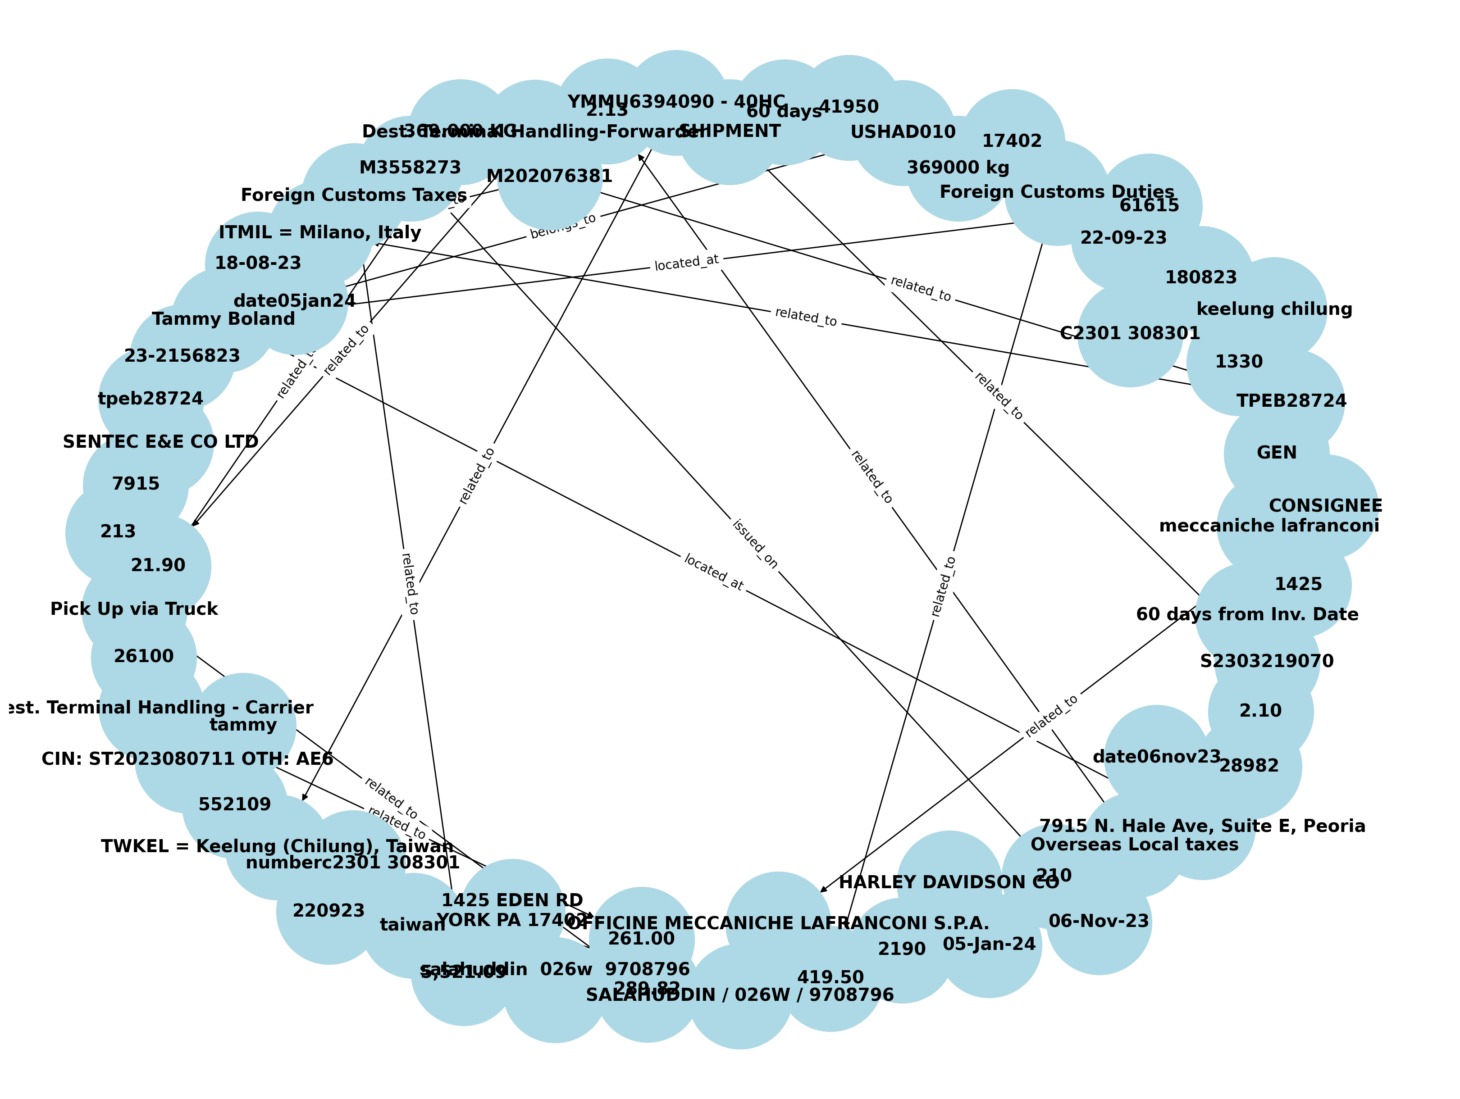 YMMU6394090 - 40HC
2.13
60 days
41950
Dest. Terminal Handling-Forwarder
369.000 KG
SHIPMENT
USHAD010
17402
M3558273
M202076381
369000 kg
Foreign Customs Taxes
Foreign Customs Duties
61615
belongs_to
ITMIL = Milano, Italy
22-09-23
18-08-23
located_at
180823
related_to
date05jan24
keelung chilung
Tammy Boland
related_to
C2301 308301
23-2156823
related_to
related_to
1330
tpeb28724
related_to
TPEB28724
SENTEC E&E CO LTD
GEN
7915
related_to
related_to
CONSIGNEE
213
issued_on
meccaniche lafranconi
21.90
located_at
related_to
related_to
1425
Pick Up via Truck
60 days from Inv. Date
26100
S2303219070
est. Terminal Handling - Carrier
related_to
2.10
tammy
CIN: ST2023080711 OTH: AE6
date06nov23
28982
552109
related_to
related_to
7915 N. Hale Ave, Suite E, Peoria
TWKEL = Keelung (Chilung), Taiwan
Overseas Local taxes
numberc2301 308301
210
HARLEY DAVIDSON CO
220923
1425 EDEN RD
taiwan
YORK PA 17402
OFFICINE MECCANICHE LAFRANCONI S.P.A.
06-Nov-23
261.00
2190
05-Jan-24
5,521.09
salahuddin 026w 9708796
419.50
289.82
SALAHUDDIN / 026W / 9708796